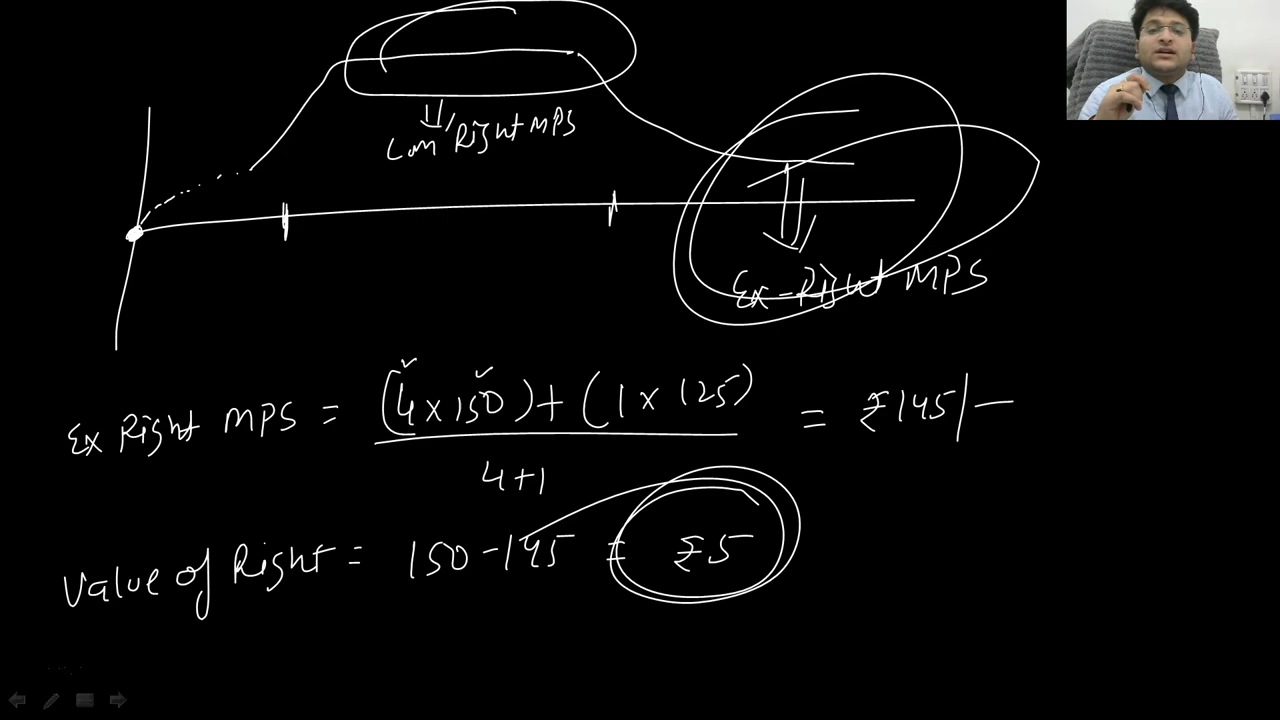 Cum Right MPS
Ex-Right MPS
Ex Right MPS = (4 x 150) + (1 x 125) = ₹145/-
4+1
Value of Right = 150 - 145 = ₹5